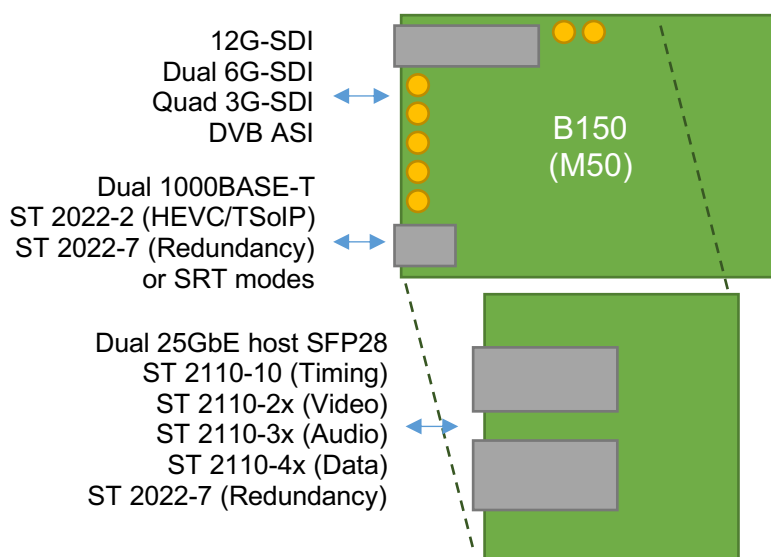 12G-SDI
Dual 6G-SDI
Quad 3G-SDI
DVB ASI
B150
(M50)
Dual 1000BASE-T
ST 2022-2 (HEVC/TSoIP)
ST 2022-7 (Redundancy)
or SRT modes
Dual 25GbE host SFP28
ST 2110-10 (Timing)
ST 2110-2x (Video)
ST 2110-3x (Audio)
ST 2110-4x (Data)
ST 2022-7 (Redundancy)